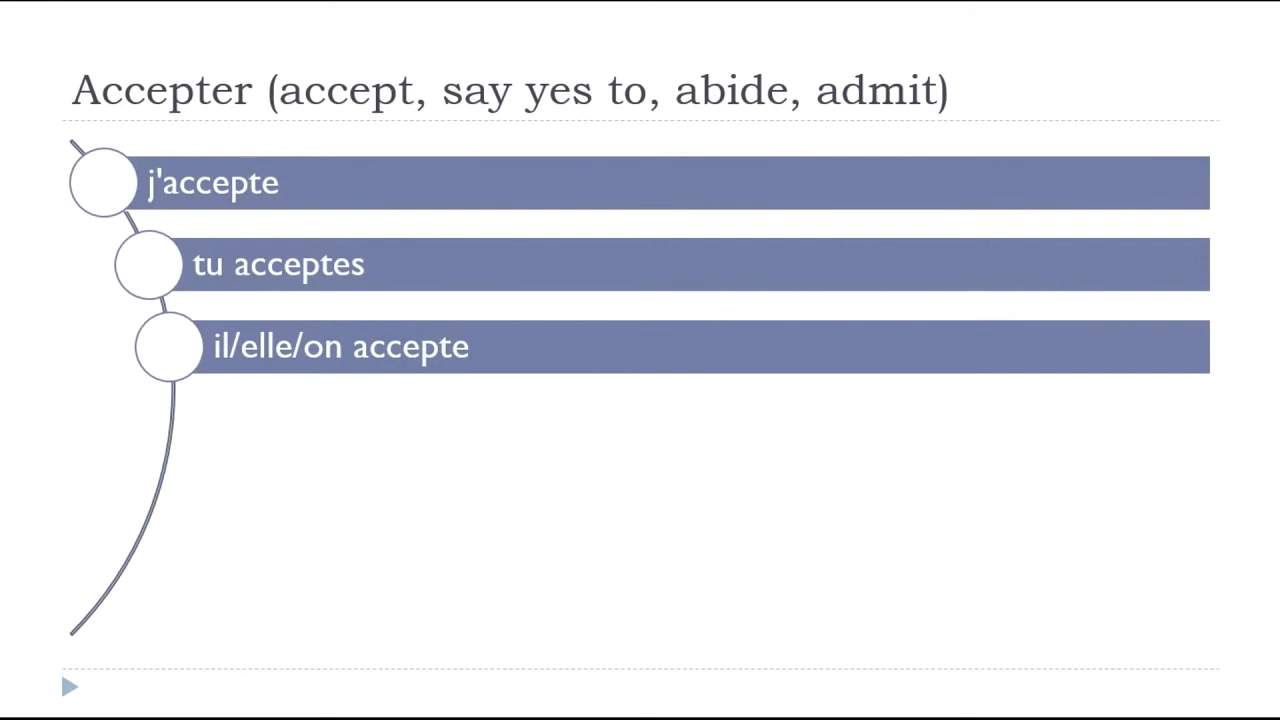 Accepter (accept, say yes to, abide, admit)
j'accepte
tu acceptes
il/elle/on accepte